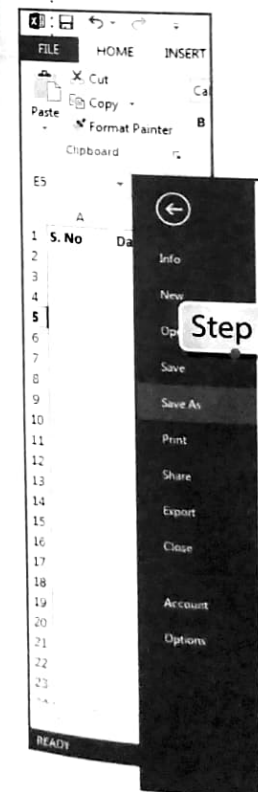 FILE HOME INSERT
Cut
Copy
Paste
Format Painter
B
Clipboard
E5
A
1 S. No
2
3
4
5
6
7
8
9
10
11
12
13
14
15
16
17
18
19
20
21
22
23
READY
Info
New
Step
Save
Save As
Print
Share
Export
Close
Account
Options